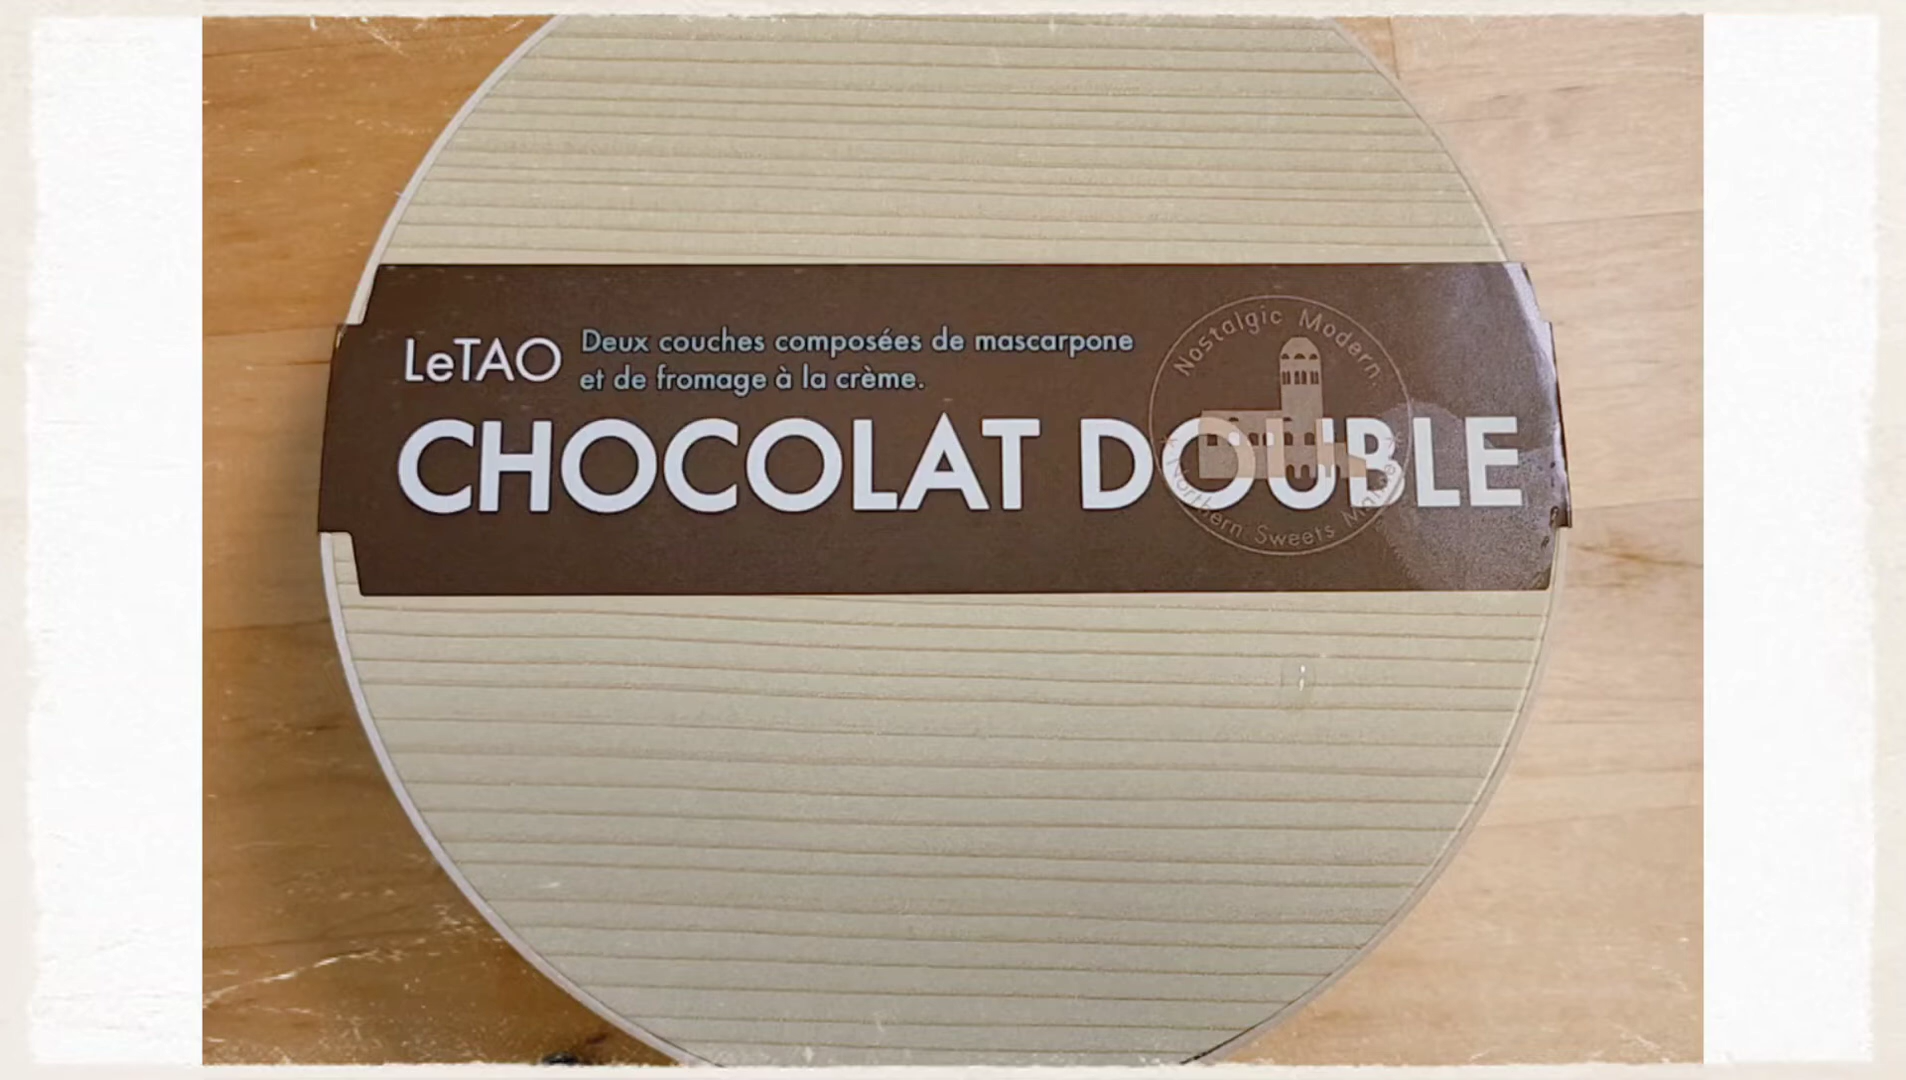 LeTAO
Deux couches composées de mascarpone
et de fromage à la crème.
CHOCOLAT DOUBLE
Nostalgic Modern.
Northern Sweets